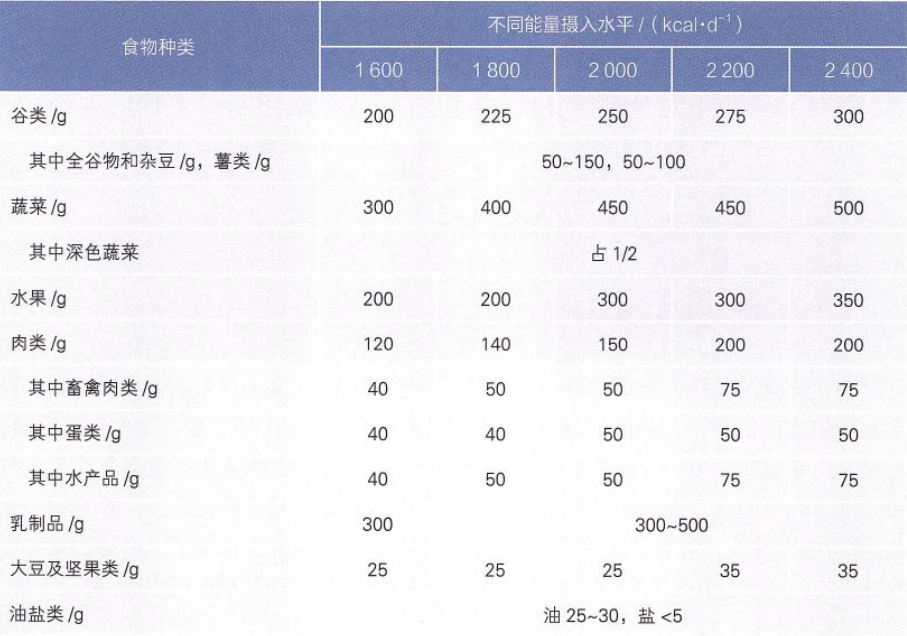 食物种类 不同能量摄入水平/(kcal·d⁻¹)
1 600 1 800 2 000 2 200 2 400
谷类/g 200 225 250 275 300
其中全谷物和杂豆/g，薯类/g 50~150，50~100
蔬菜/g 300 400 450 450 500
其中深色蔬菜 占 1/2
水果/g 200 200 300 300 350
肉类/g 120 140 150 200 200
其中畜禽肉类/g 40 50 50 75 75
其中蛋类/g 40 40 50 50 50
其中水产品/g 40 50 50 75 75
乳制品/g 300 300~500
大豆及坚果类/g 25 25 25 35 35
油盐类/g 油 25~30，盐 <5